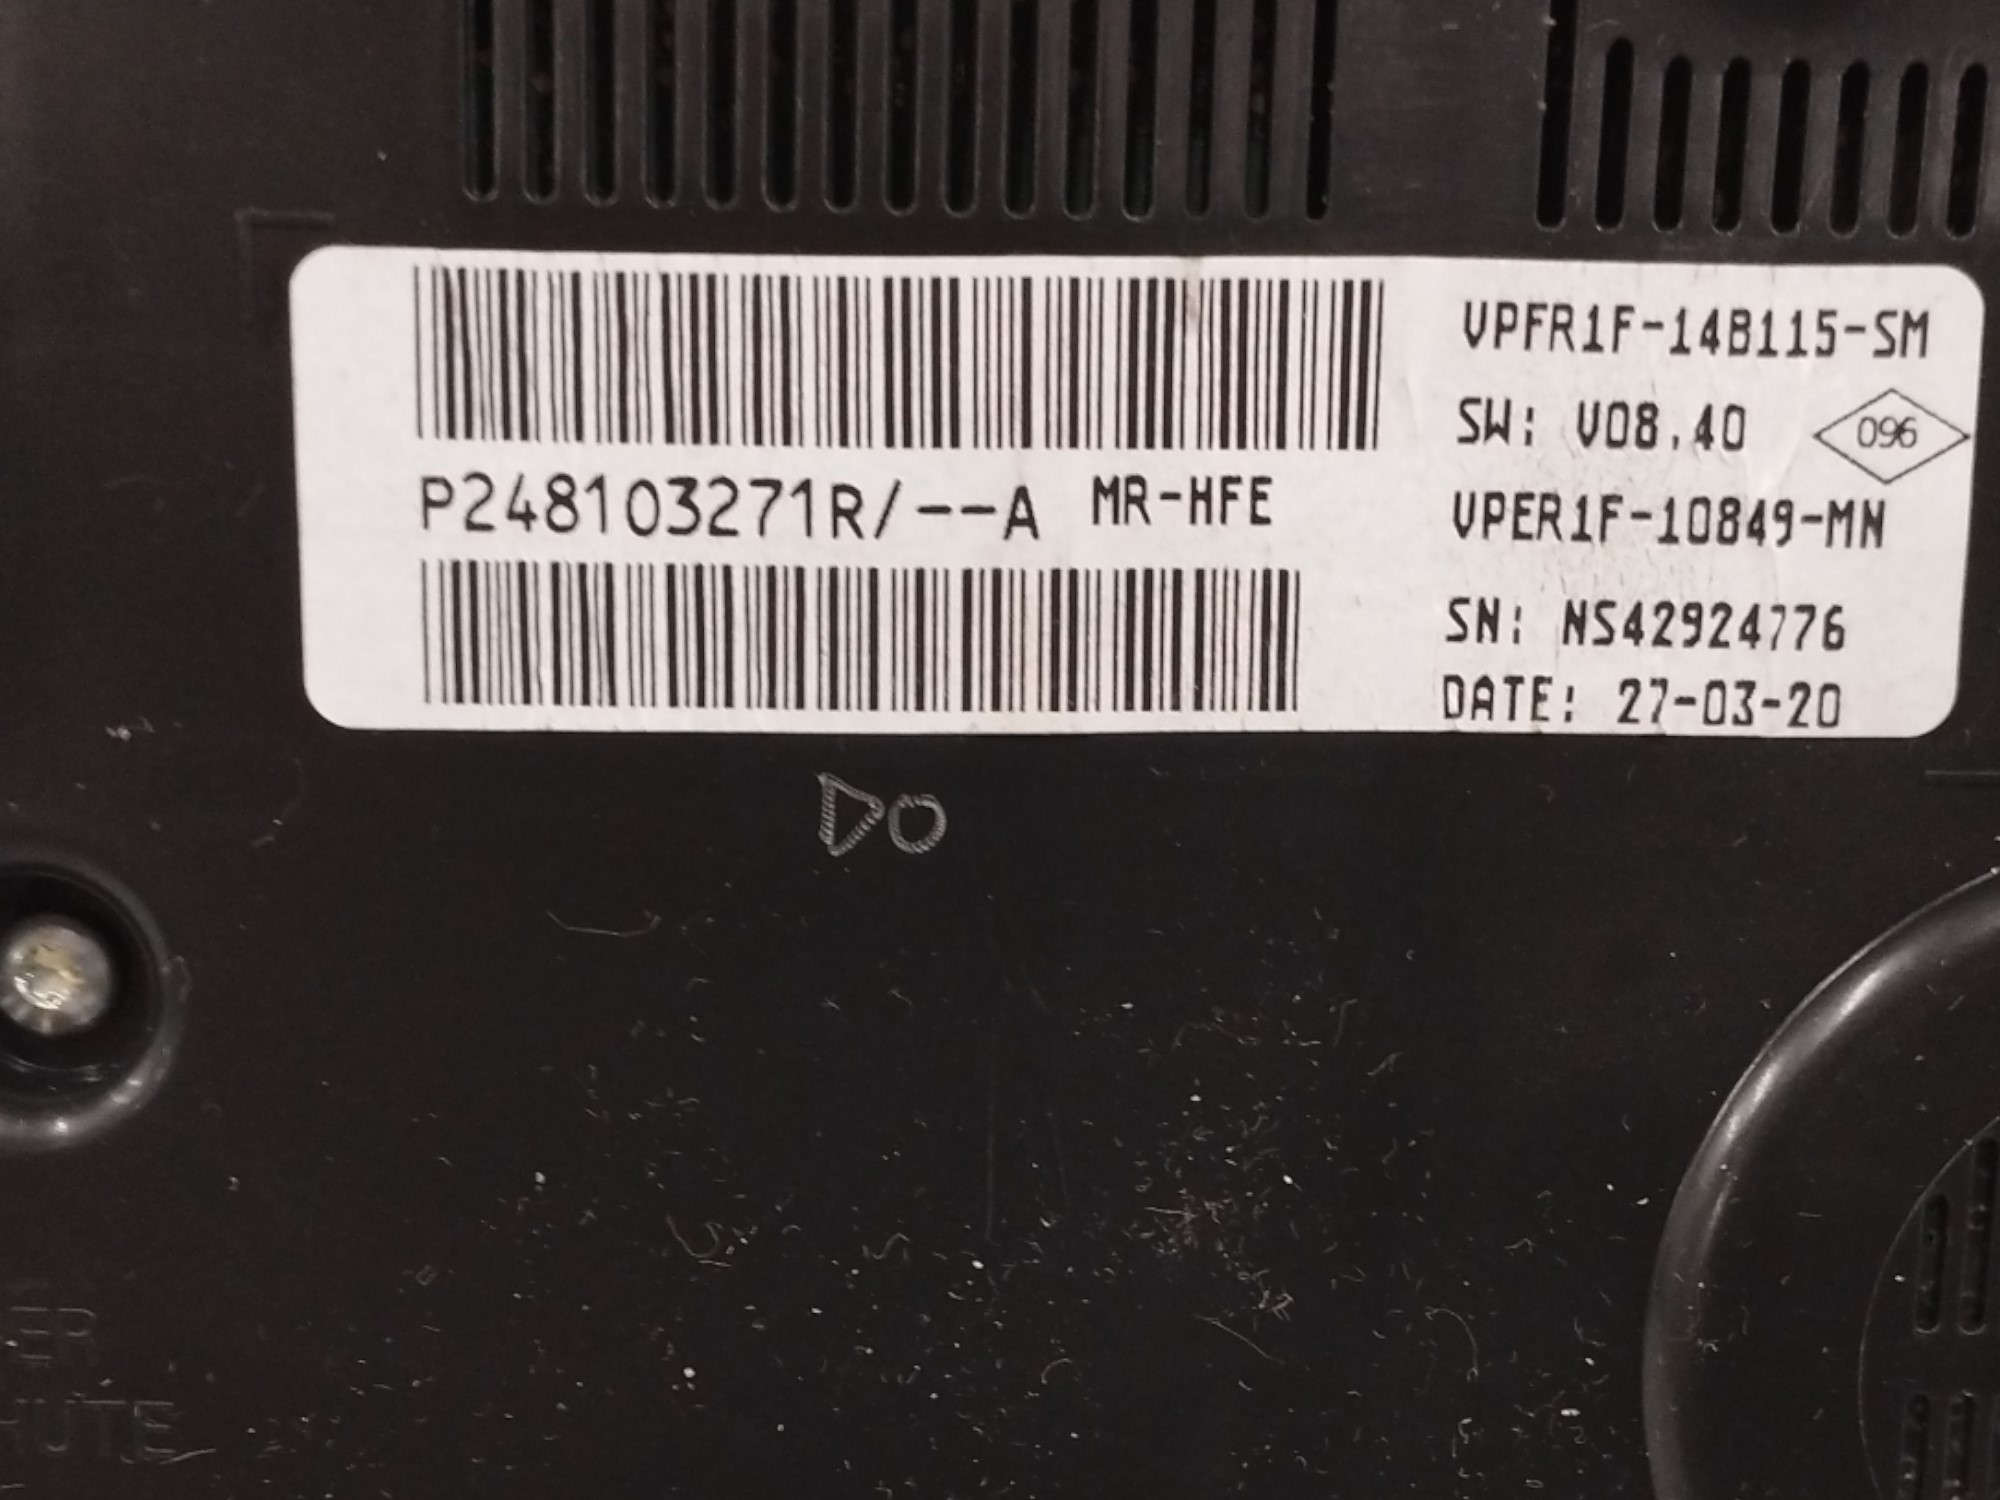 VPFR1F-14B115-SM
SW: V08.40
096
P248103271R/--A MR-HFE
VPER1F-10849-MN
SN: NS42924776
DATE: 27-03-20
DO